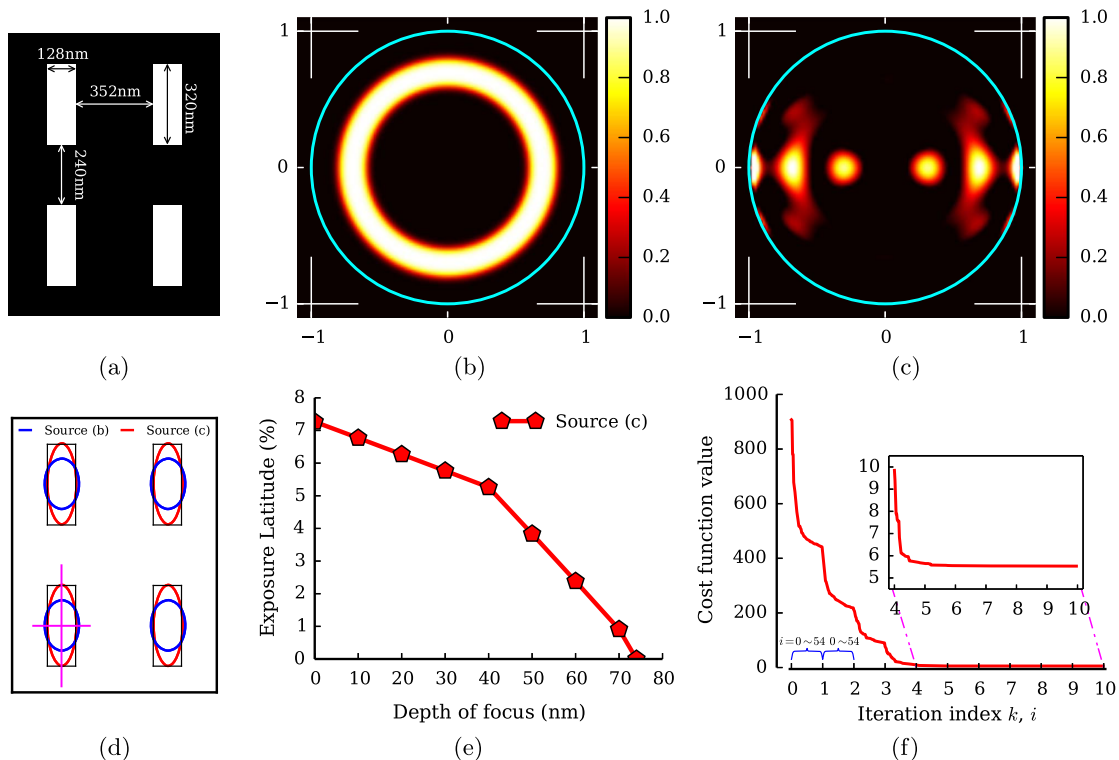 128nm
352nm
320nm
240nm
(a)
1
0
−1
−1 0 1
1.0
0.8
0.6
0.4
0.2
0.0
(b)
1
0
−1
−1 0 1
1.0
0.8
0.6
0.4
0.2
0.0
(c)
Source (b) Source (c)
(d)
Exposure Latitude (%)
8
7
6
5
4
3
2
1
0
Source (c)
0 10 20 30 40 50 60 70 80
Depth of focus (nm)
(e)
Cost function value
1000
800
600
400
200
0
10
9
8
7
6
5
4 5 6 7 8 9 10
i=0∼54 0∼54
0 1 2 3 4 5 6 7 8 9 10
Iteration index k, i
(f)